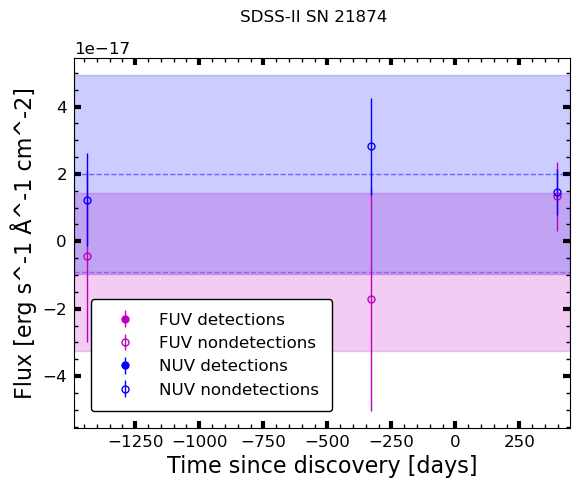 SDSS-II SN 21874
1e−17
Flux [erg s^-1 Å^-1 cm^-2]
4
2
0
−2
−4
FUV detections
FUV nondetections
NUV detections
NUV nondetections
−1250 −1000 −750 −500 −250 0 250
Time since discovery [days]